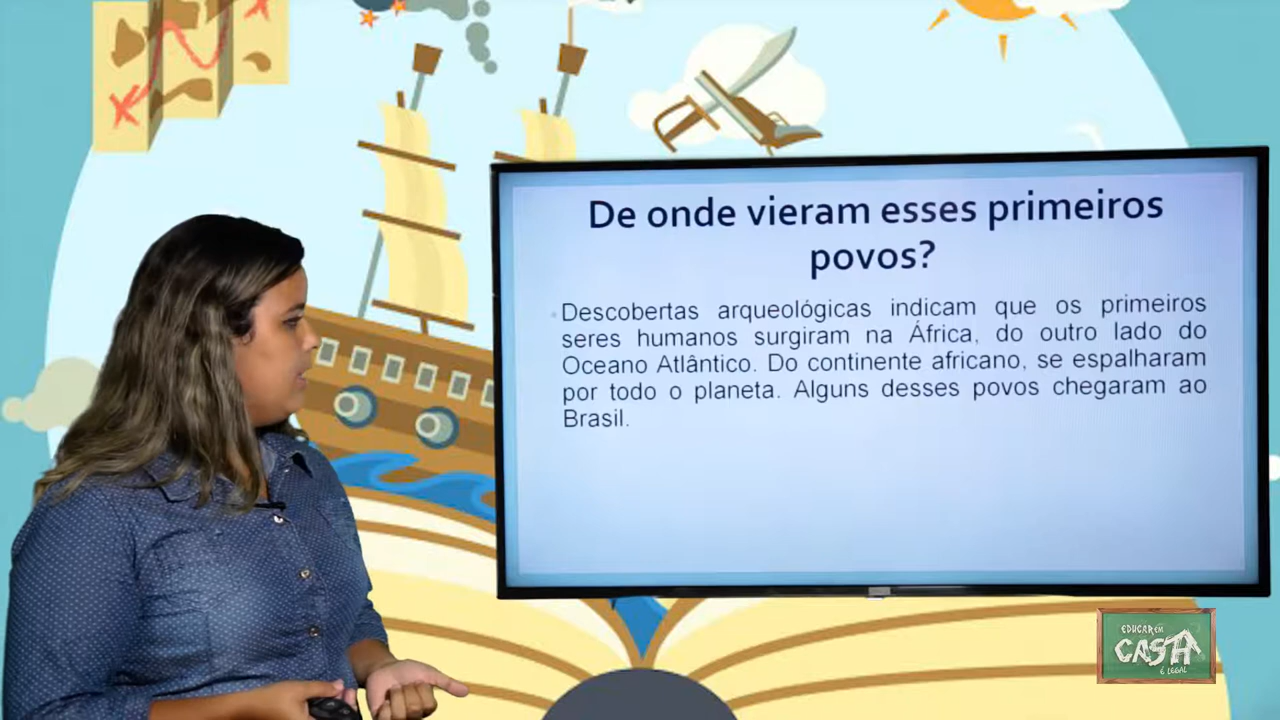 De onde vieram esses primeiros
povos?
Descobertas arqueológicas indicam que os primeiros
seres humanos surgiram na África, do outro lado do
Oceano Atlântico. Do continente africano, se espalharam
por todo o planeta. Alguns desses povos chegaram ao
Brasil.
EDUCAR EM
CASA
É LEGAL